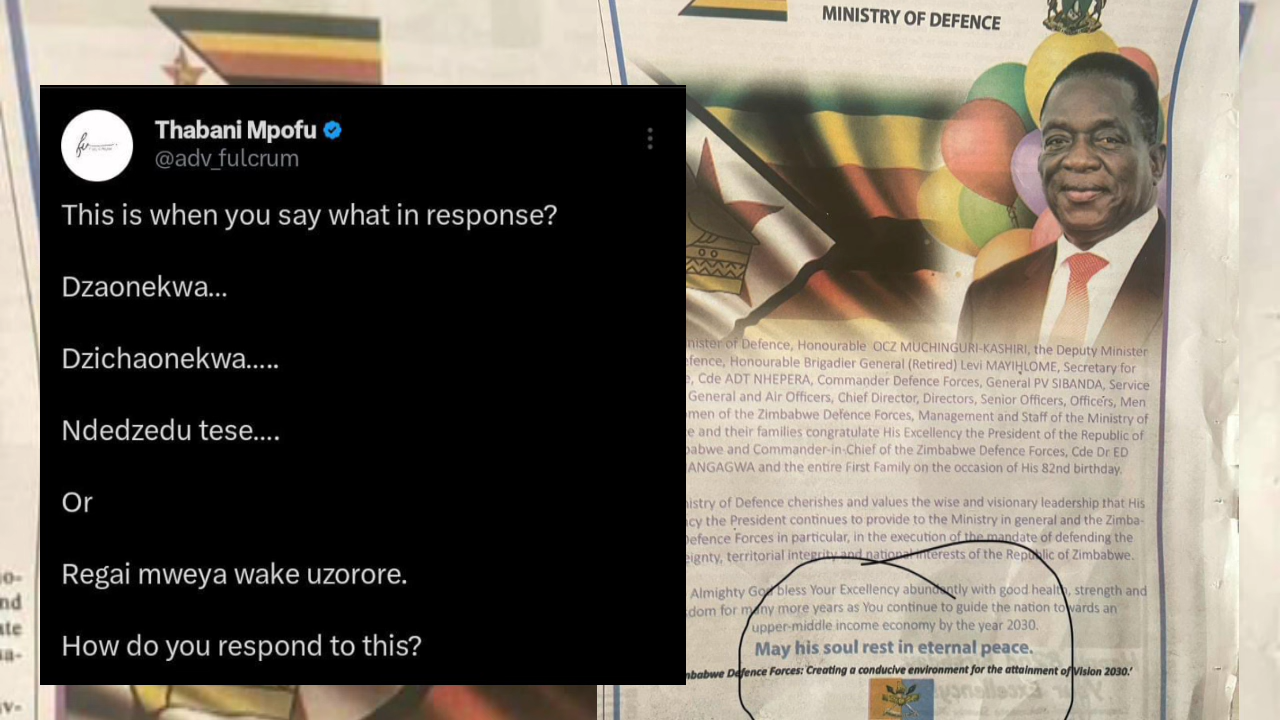 Thabani Mpofu
@adv_fulcrum
This is when you say what in response?
Dzaonekwa...
Dzichaonekwa.....
Ndedzedu tese....
Or
Regai mweya wake uzorore.
How do you respond to this?
MINISTRY OF DEFENCE
of Defence, Honourable OCZ MUCHINGURI-KASHIRI, the Deputy Minister
Honourable Brigadier General (Retired) Levi MAYIHLOME, Secretary for
Cde ADT NHEPERA, Commander Defence Forces, General PV SIBANDA, Service
General and Air Officers, Chief Director, Directors, Senior Officers, Officers, Men
of the Zimbabwe Defence Forces, Management and Staff of the Ministry of
and their families congratulate His Excellency the President of the Republic of
and Commander-in-Chief of the Zimbabwe Defence Forces, Cde Dr ED
and the entire First Family on the occasion of His 82nd birthday.
of Defence cherishes and values the wise and visionary leadership that His
the President continues to provide to the Ministry in general and the Zimba-
Forces in particular, in the execution of the mandate of defending the
territorial integrity and national interests of the Republic of Zimbabwe.
Almighty God bless Your Excellency abundantly with good health, strength and
for many more years as You continue to guide the nation towards an
upper-middle income economy by the year 2030.
May his soul rest in eternal peace.
Defence Forces: Creating a conducive environment for the attainment of Vision 2030.'